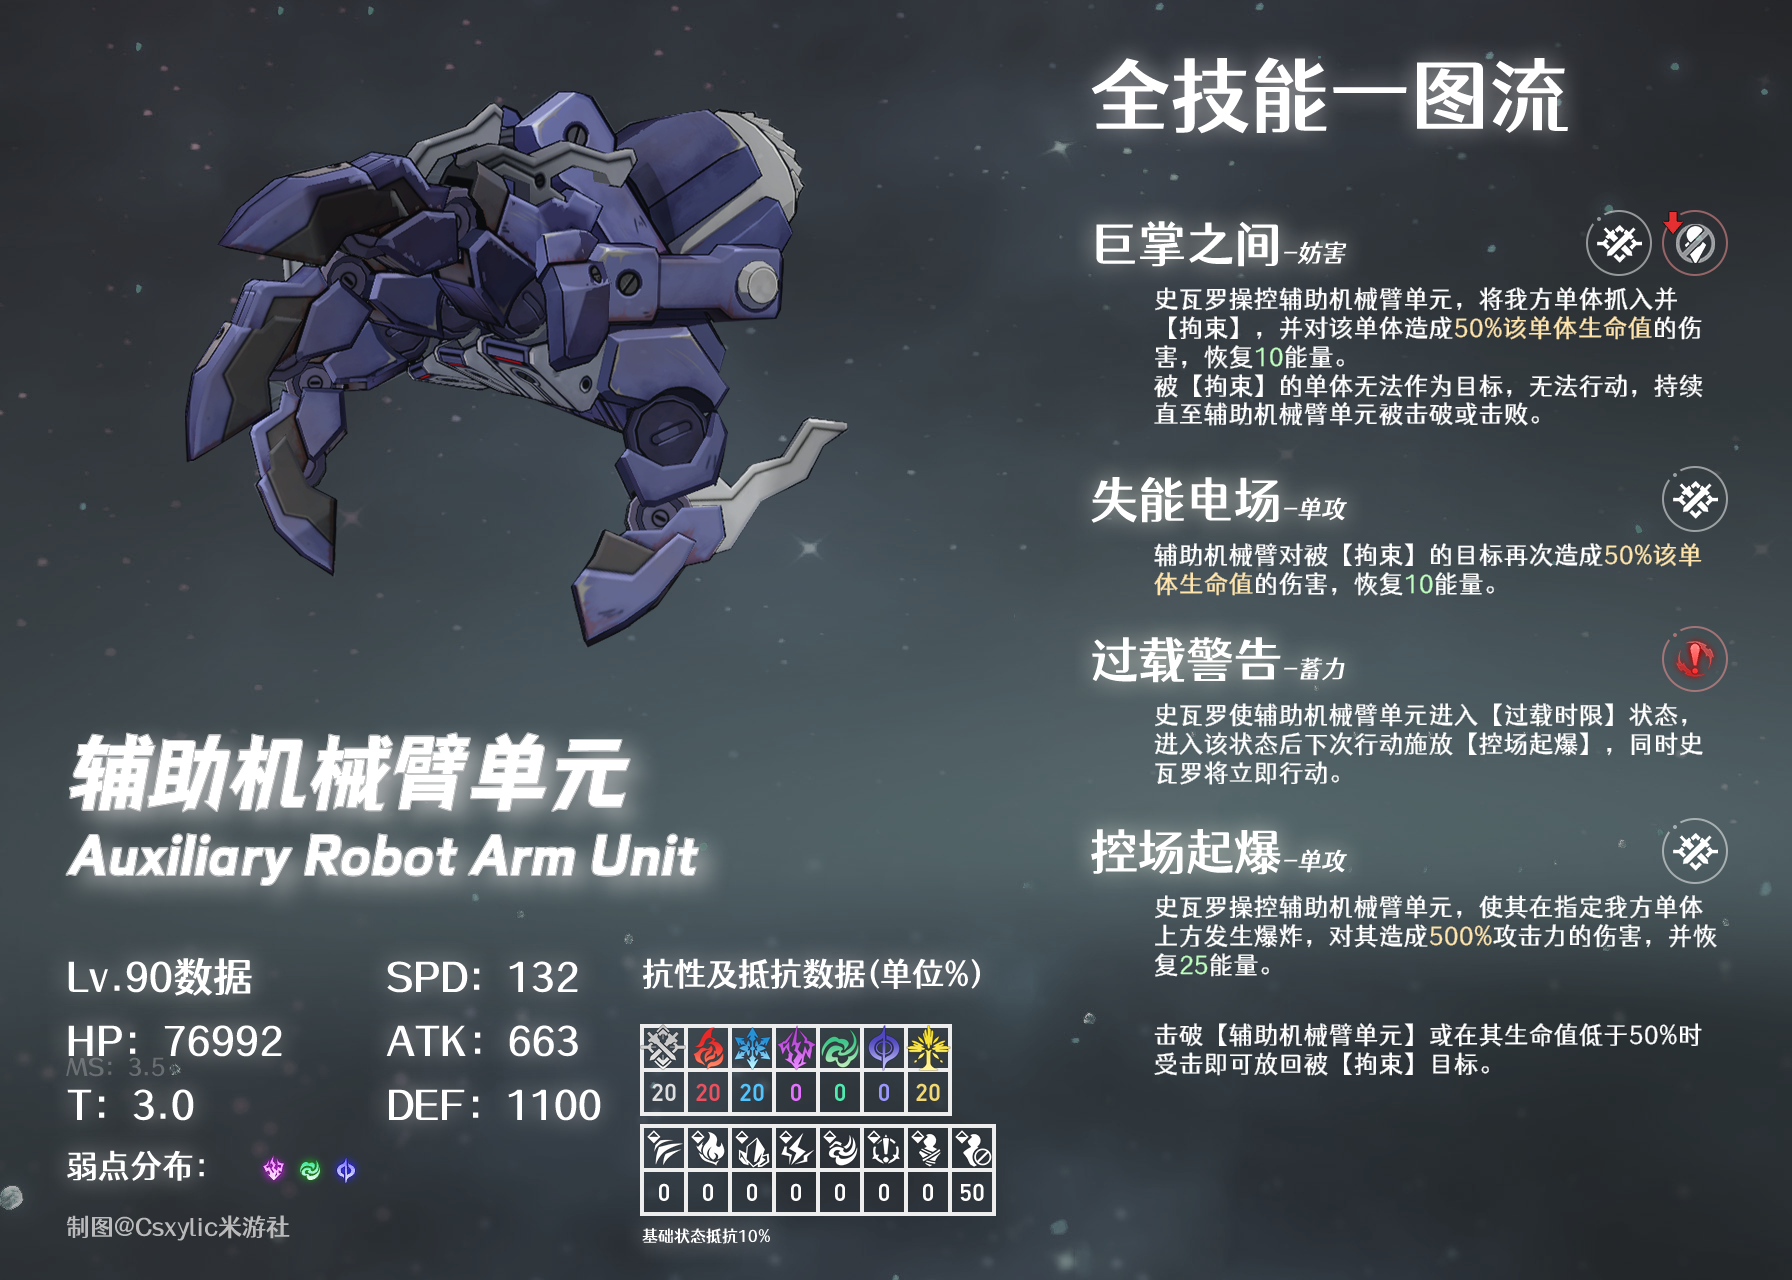 全技能一图流
巨掌之间-妨害
史瓦罗操控辅助机械臂单元，将我方单体抓入并
【拘束】，并对该单体造成50%该单体生命值的伤
害，恢复10能量。
被【拘束】的单体无法作为目标，无法行动，持续
直至辅助机械臂单元被击破或击败。
失能电场-单攻
辅助机械臂对被【拘束】的目标再次造成50%该单
体生命值的伤害，恢复10能量。
过载警告-蓄力
史瓦罗使辅助机械臂单元进入【过载时限】状态，
进入该状态后下次行动施放【控场起爆】，同时史
瓦罗将立即行动。
控场起爆-单攻
史瓦罗操控辅助机械臂单元，使其在指定我方单体
上方发生爆炸，对其造成500%攻击力的伤害，并恢
复25能量。
击破【辅助机械臂单元】或在其生命值低于50%时
受击即可放回被【拘束】目标。
辅助机械臂单元
Auxiliary Robot Arm Unit
Lv.90数据
SPD：132
HP：76992
ATK：663
MS：3.5
T：3.0
DEF：1100
弱点分布：
制图@Csxylic米游社
抗性及抵抗数据(单位%)
20 20 20 0 0 0 20
0 0 0 0 0 0 0 50
基础状态抵抗10%